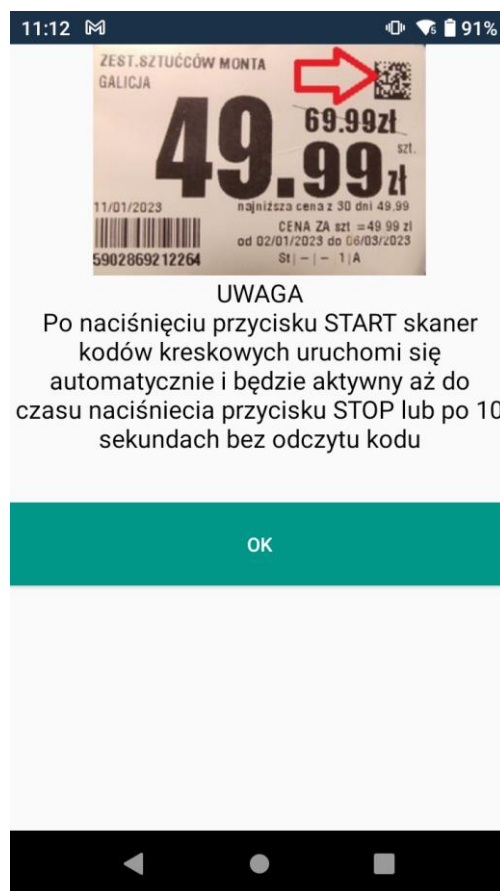 11:12
91%
ZEST.SZTUĆCÓW MONTA
GALICJA
69.99zł
szt.
49.99 zł
11/01/2023
najniższa cena z 30 dni 49.99
CENA ZA szt =49 99 zl
od 02/01/2023 do 06/03/2023
5902869212264
St| – | – 1|A
UWAGA
Po naciśnięciu przycisku START skaner
kodów kreskowych uruchomi się
automatycznie i będzie aktywny aż do
czasu naciśniecia przycisku STOP lub po 10
sekundach bez odczytu kodu
OK